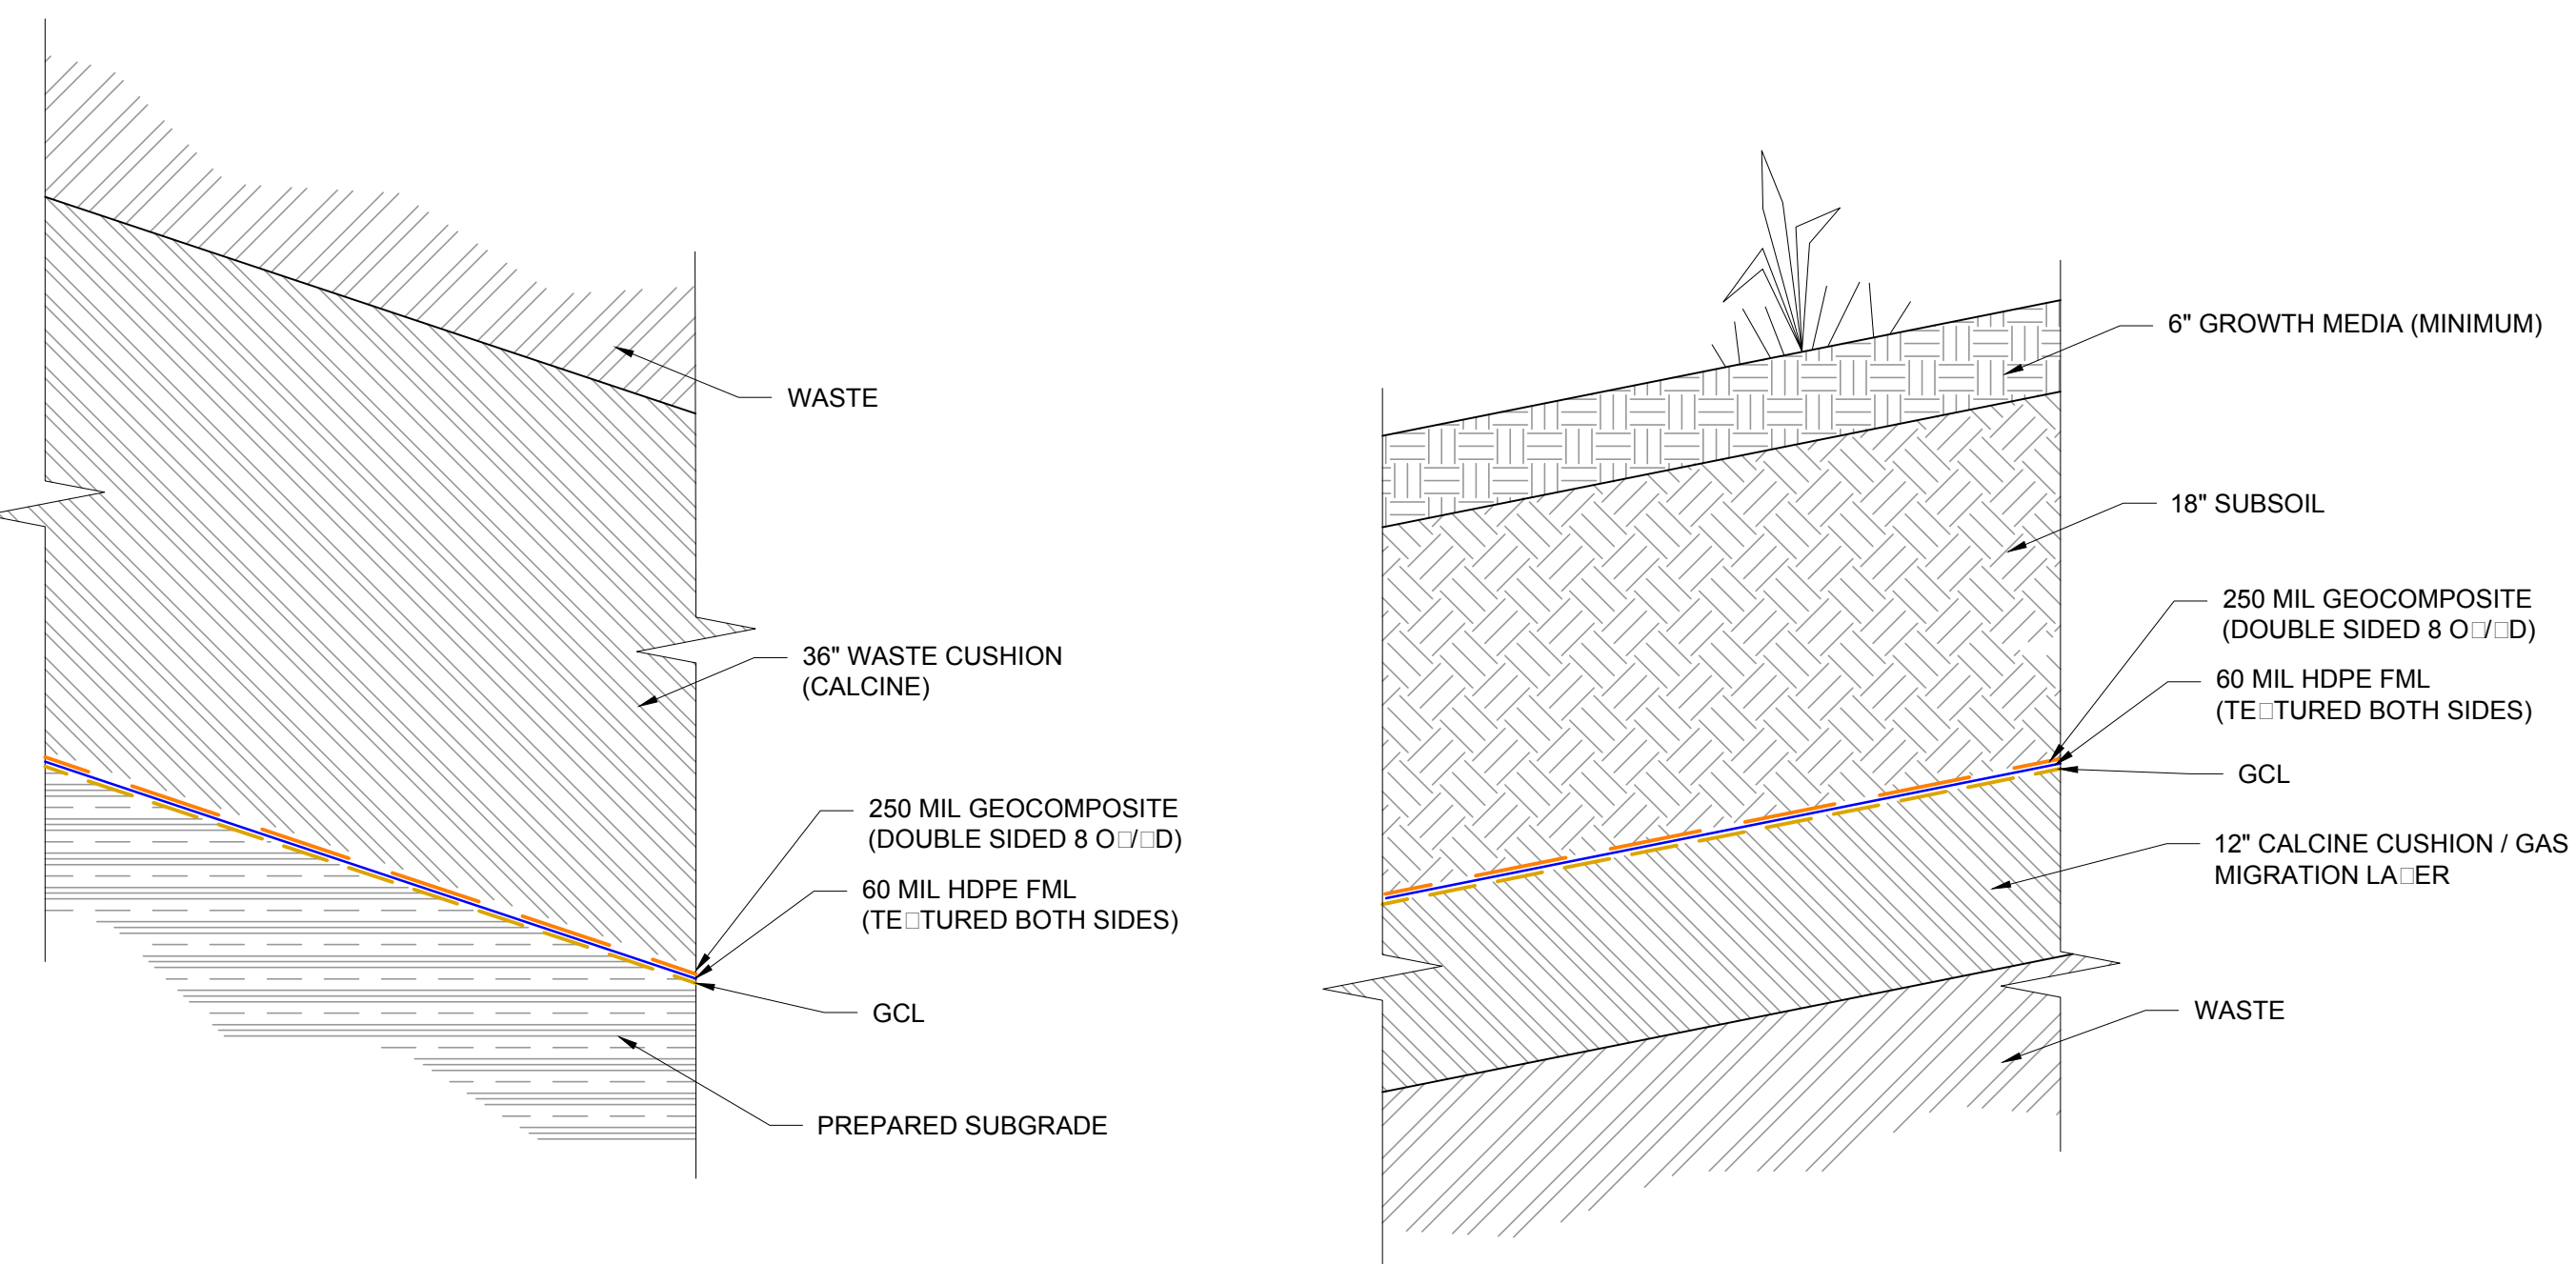 WASTE
36" WASTE CUSHION
(CALCINE)
250 MIL GEOCOMPOSITE
(DOUBLE SIDED 8 O□/□D)
60 MIL HDPE FML
(TE□TURED BOTH SIDES)
GCL
PREPARED SUBGRADE
6" GROWTH MEDIA (MINIMUM)
18" SUBSOIL
250 MIL GEOCOMPOSITE
(DOUBLE SIDED 8 O□/□D)
60 MIL HDPE FML
(TE□TURED BOTH SIDES)
GCL
12" CALCINE CUSHION / GAS
MIGRATION LA□ER
WASTE